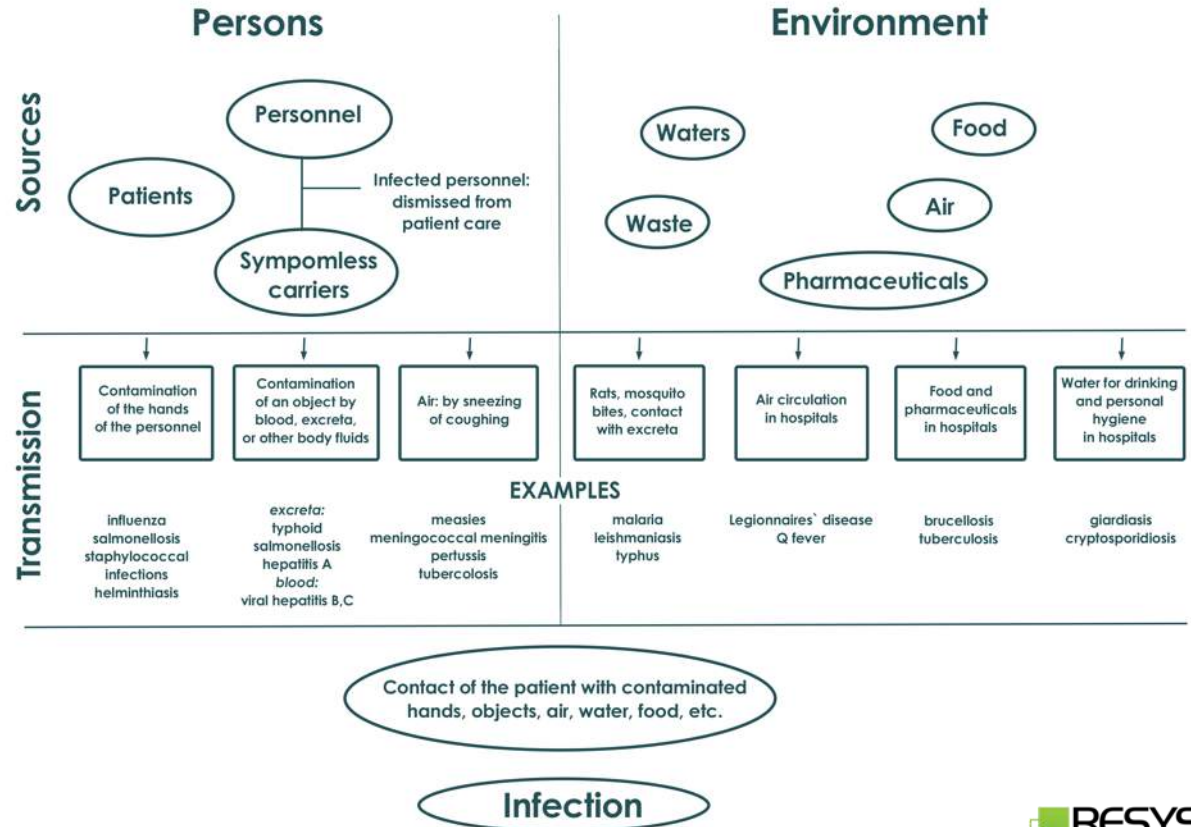 Persons
Environment
Sources
Personnel
Patients
Infected personnel:
dismissed from
patient care
Sympomless
carriers
Waters
Food
Waste
Air
Pharmaceuticals
Transmission
Contamination
of the hands
of the personnel
Contamination
of an object by
blood, excreta,
or other body fluids
Air: by sneezing
of coughing
Rats, mosquito
bites, contact
with excreta
Air circulation
in hospitals
Food and
pharmaceuticals
in hospitals
Water for drinking
and personal
hygiene
in hospitals
EXAMPLES
influenza
salmonellosis
staphylococcal
infections
helminthiasis
excreta:
typhoid
salmonellosis
hepatitis A
blood:
viral hepatitis B,C
measies
meningococcal meningitis
pertussis
tubercolosis
malaria
leishmaniasis
typhus
Legionnaires` disease
Q fever
brucellosis
tuberculosis
giardiasis
cryptosporidiosis
Contact of the patient with contaminated
hands, objects, air, water, food, etc.
Infection
RESYS